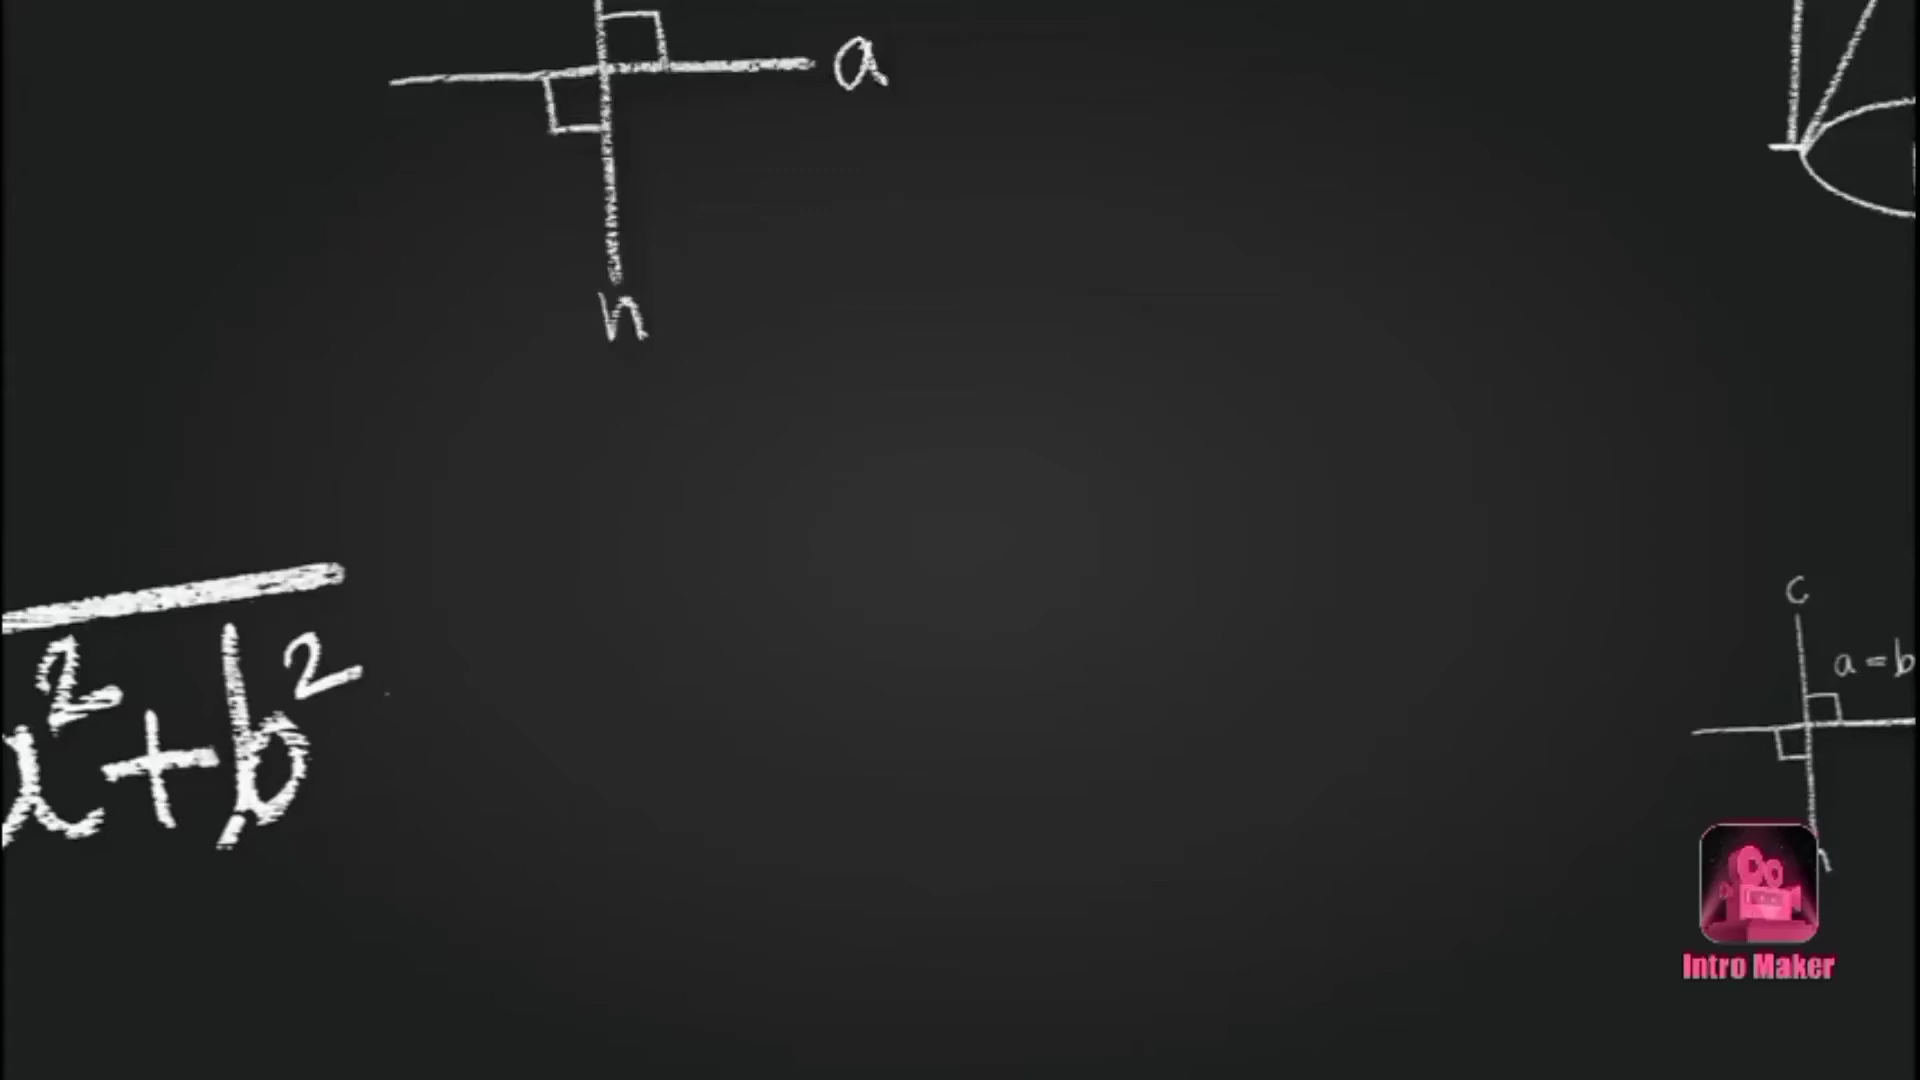 a
n
c
a = b
√a²+b²
Intro Maker